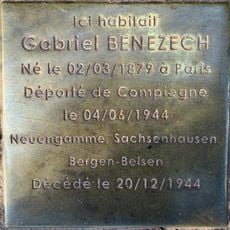 Ici habitait
Gabriel BENEZECH
Né le 02/03/1879 à Paris
Déporté de Compiègne
le 04/06/1944
Neuengamme, Sachsenhausen,
Bergen-Belsen
Décédé le 20/12/1944